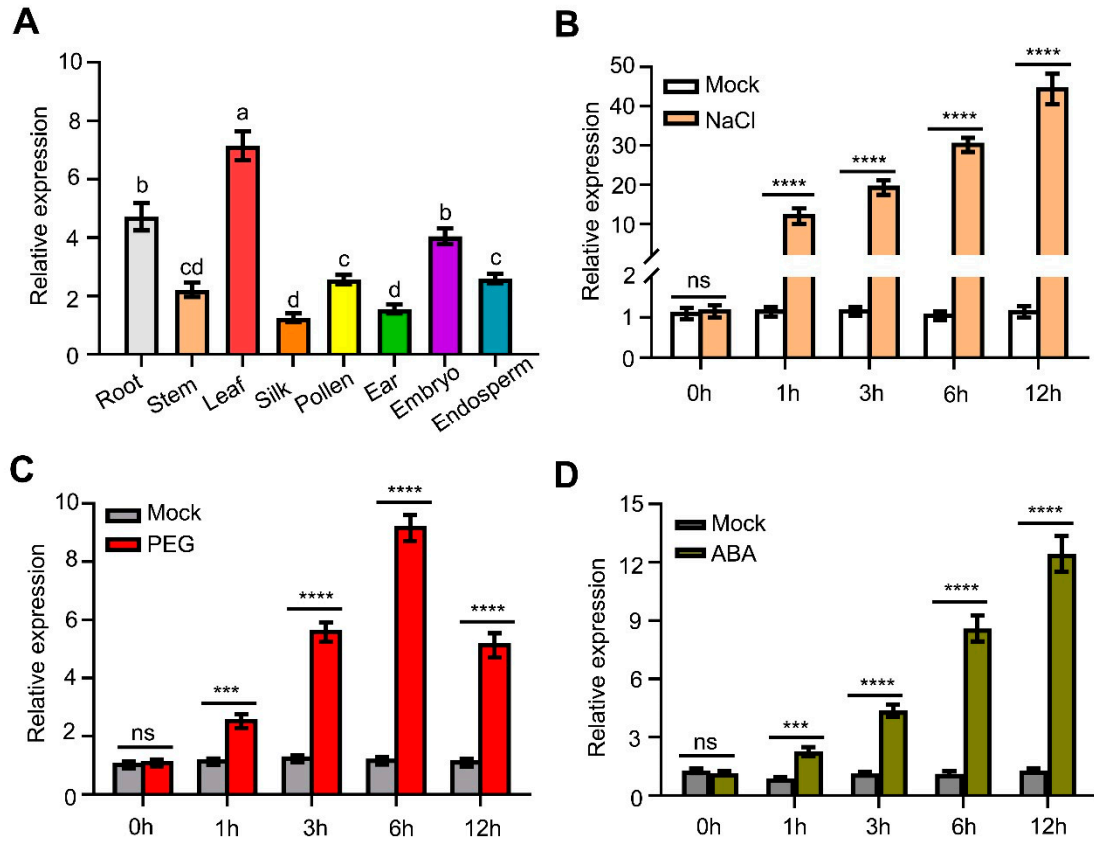 A
Relative expression
10
8
6
4
2
0
b
cd
a
d
c
d
b
c
Root
Stem
Leaf
Silk
Pollen
Ear
Embryo
Endosperm
B
Relative expression
50
40
30
20
10
2
1
0
Mock
NaCl
ns
****
****
****
****
0h 1h 3h 6h 12h
C
Relative expression
10
8
6
4
2
0
Mock
PEG
ns
***
****
****
****
0h 1h 3h 6h 12h
D
Relative expression
15
12
9
6
3
0
Mock
ABA
ns
***
****
****
****
0h 1h 3h 6h 12h